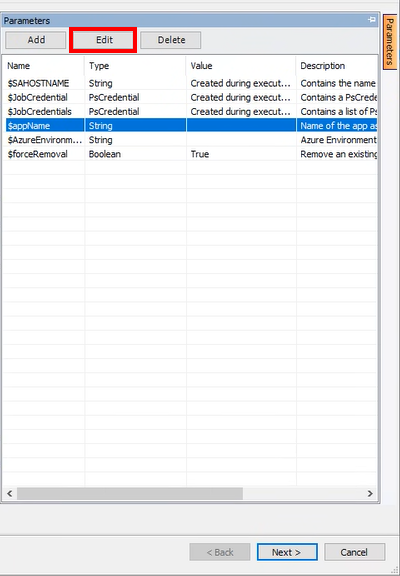 Parameters
Add Edit Delete
Name Type Value Description
$SAHOSTNAME String Created during execut... Contains the name
$JobCredential PsCredential Created during execut... Contains a PsCrede
$JobCredentials PsCredential Created during execut... Contains a list of Ps
$appName String Name of the app as
$AzureEnvironm... String Azure Environment
$forceRemoval Boolean True Remove an existing
< Back Next > Cancel
Parameters